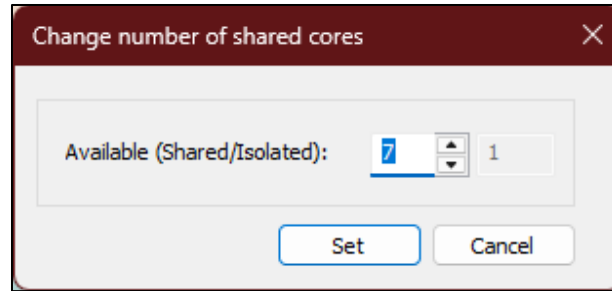 Change number of shared cores
Available (Shared/Isolated): 7 1
Set Cancel